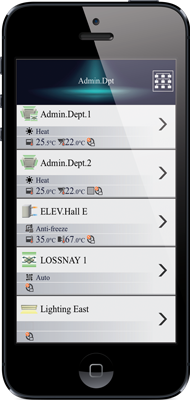 Admin.Dpt
Admin.Dept.1
Heat
25.5°C 22.0°C
Admin.Dept.2
Heat
25.0°C 22.0°C
ELEV.Hall E
Anti-freeze
35.0°C 67.0°C
LOSSNAY 1
Auto
Lighting East